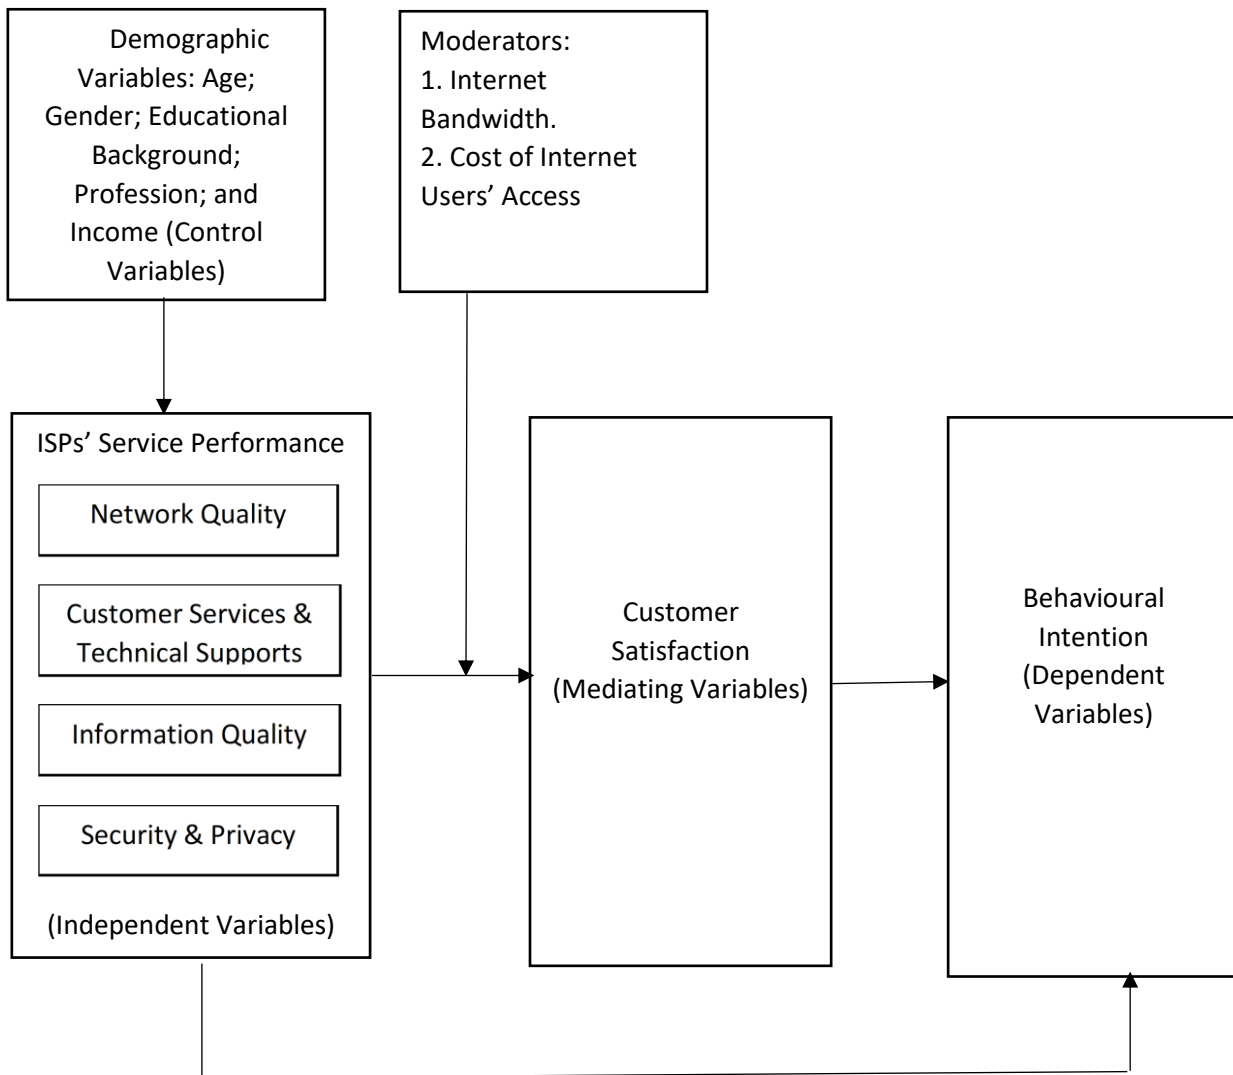 Demographic
Variables: Age;
Gender; Educational
Background;
Profession; and
Income (Control
Variables)
Moderators:
1. Internet
Bandwidth.
2. Cost of Internet
Users’ Access
ISPs’ Service Performance
Network Quality
Customer Services &
Technical Supports
Information Quality
Security & Privacy
(Independent Variables)
Customer
Satisfaction
(Mediating Variables)
Behavioural
Intention
(Dependent
Variables)